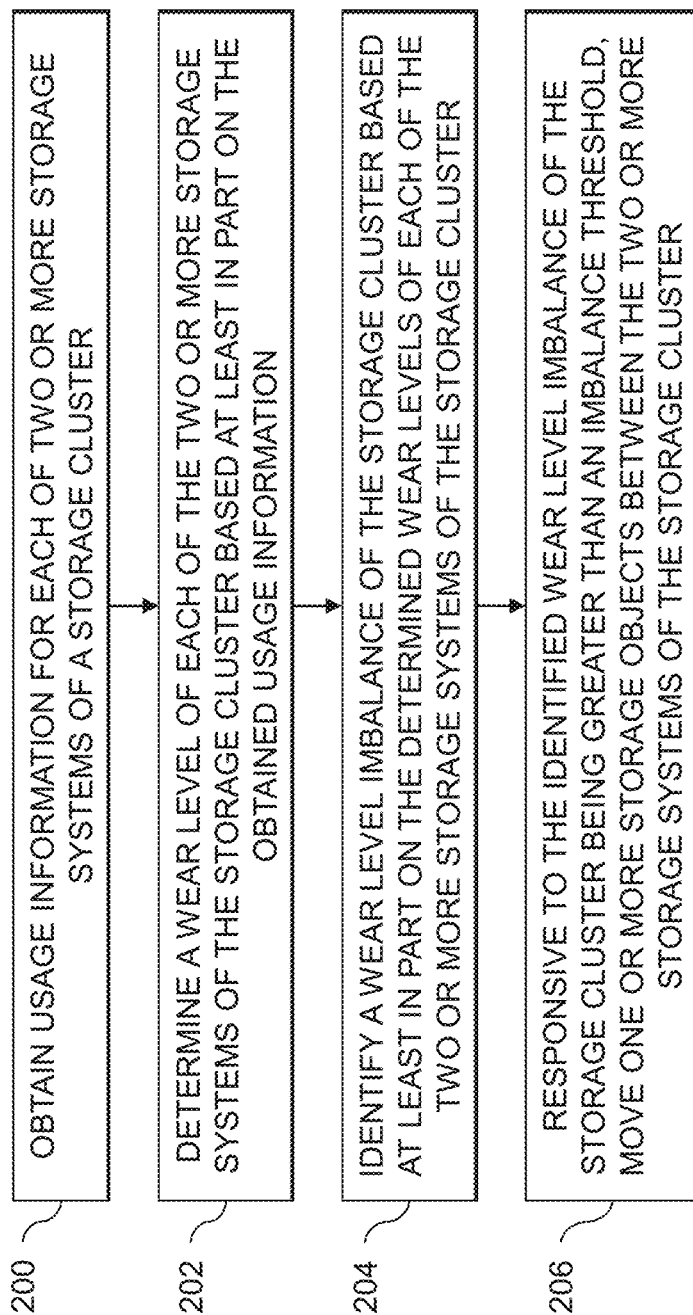 200
OBTAIN USAGE INFORMATION FOR EACH OF TWO OR MORE STORAGE
SYSTEMS OF A STORAGE CLUSTER
202
DETERMINE A WEAR LEVEL OF EACH OF THE TWO OR MORE STORAGE
SYSTEMS OF THE STORAGE CLUSTER BASED AT LEAST IN PART ON THE
OBTAINED USAGE INFORMATION
204
IDENTIFY A WEAR LEVEL IMBALANCE OF THE STORAGE CLUSTER BASED
AT LEAST IN PART ON THE DETERMINED WEAR LEVELS OF EACH OF THE
TWO OR MORE STORAGE SYSTEMS OF THE STORAGE CLUSTER
206
RESPONSIVE TO THE IDENTIFIED WEAR LEVEL IMBALANCE OF THE
STORAGE CLUSTER BEING GREATER THAN AN IMBALANCE THRESHOLD,
MOVE ONE OR MORE STORAGE OBJECTS BETWEEN THE TWO OR MORE
STORAGE SYSTEMS OF THE STORAGE CLUSTER